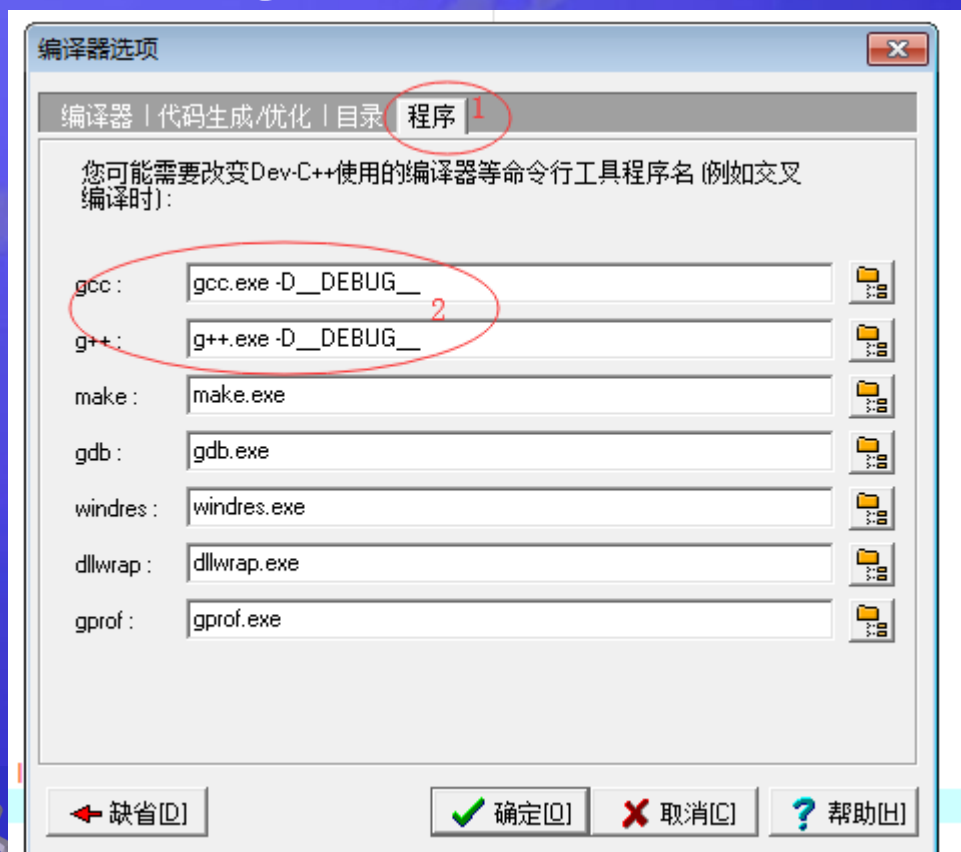 编译器选项
编译器 | 代码生成/优化 | 目录 程序 1
您可能需要改变Dev-C++使用的编译器等命令行工具程序名 (例如交叉
编译时):
gcc : gcc.exe -D__DEBUG__
2
g++ : g++.exe -D__DEBUG__
make : make.exe
gdb : gdb.exe
windres : windres.exe
dllwrap : dllwrap.exe
gprof : gprof.exe
缺省[D] 确定[O] 取消[C] 帮助[H]